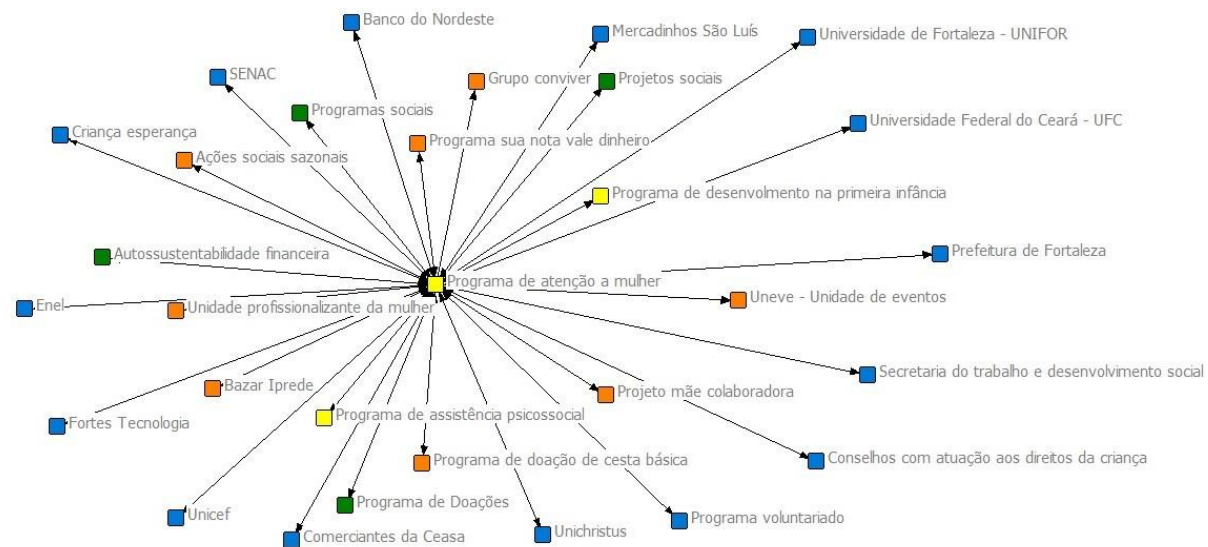 Banco do Nordeste
Mercadinhos São Luís
Universidade de Fortaleza - UNIFOR
SENAC
Grupo conviver
Projetos sociais
Programas sociais
Universidade Federal do Ceará - UFC
Criança esperança
Programa sua nota vale dinheiro
Ações sociais sazonais
Programa de desenvolmento na primeira infância
Autossustentabilidade financeira
Prefeitura de Fortaleza
Programa de atenção a mulher
Enel
Unidade profissionalizante da mulher
Uneve - Unidade de eventos
Secretaria do trabalho e desenvolvimento social
Bazar Iprede
Projeto mãe colaboradora
Fortes Tecnologia
Programa de assistência psicossocial
Programa de doação de cesta básica
Conselhos com atuação aos direitos da criança
Programa de Doações
Unicef
Comerciantes da Ceasa
Unichristus
Programa voluntariado